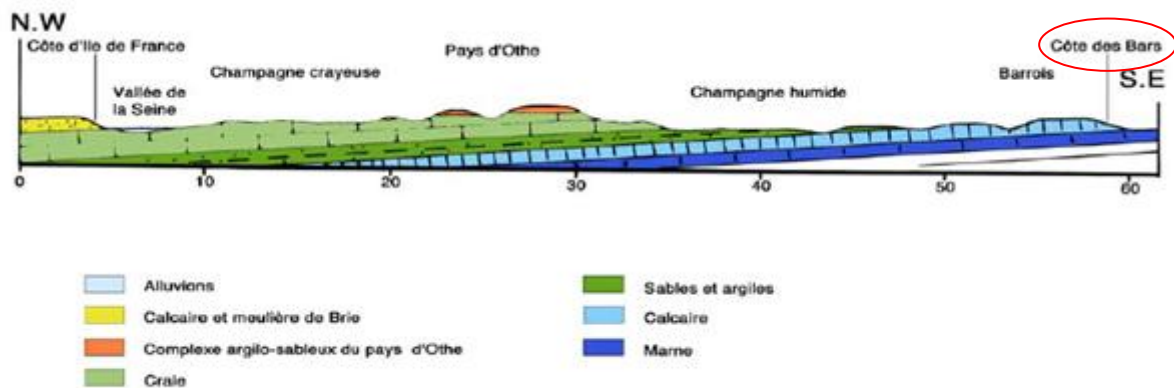 N.W
Côte d'Ile de France
Pays d'Othe
Côte des Bars
Champagne crayeuse
Vallée de
la Seine
Champagne humide
Barrois
S.E
0 10 20 30 40 50 60
Alluvions
Calcaire et meulière de Brie
Complexe argilo-sableux du pays d'Othe
Craie
Sables et argiles
Calcaire
Marne